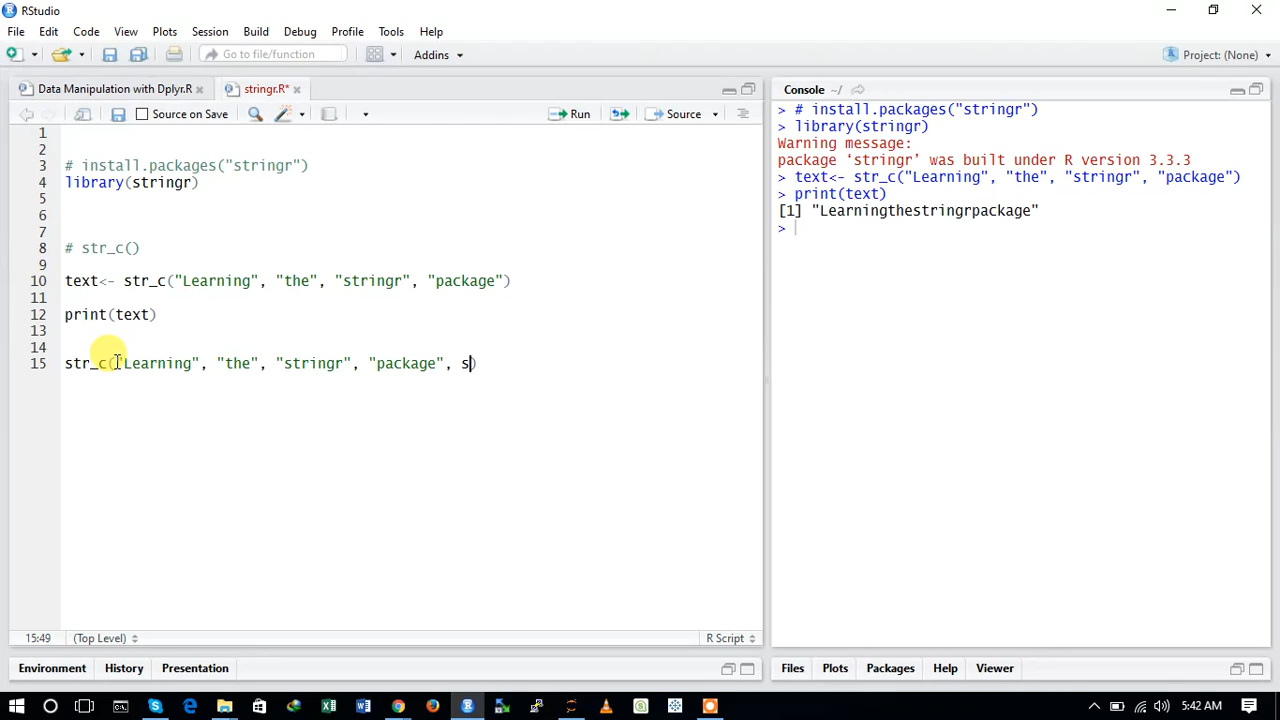 RStudio
File Edit Code View Plots Session Build Debug Profile Tools Help
Go to file/function Addins Project: (None)
Data Manipulation with Dplyr.R stringr.R*
Source on Save Run Source
1
2
3 # install.packages("stringr")
4 library(stringr)
5
6
7
8 # str_c()
9
10 text<- str_c("Learning", "the", "stringr", "package")
11
12 print(text)
13
14
15 str_c("Learning", "the", "stringr", "package", s)
15:49 (Top Level) R Script
Environment History Presentation
Console ~/
> # install.packages("stringr")
> library(stringr)
Warning message:
package ‘stringr’ was built under R version 3.3.3
> text<- str_c("Learning", "the", "stringr", "package")
> print(text)
[1] "Learningthestringrpackage"
>
Files Plots Packages Help Viewer
5:42 AM